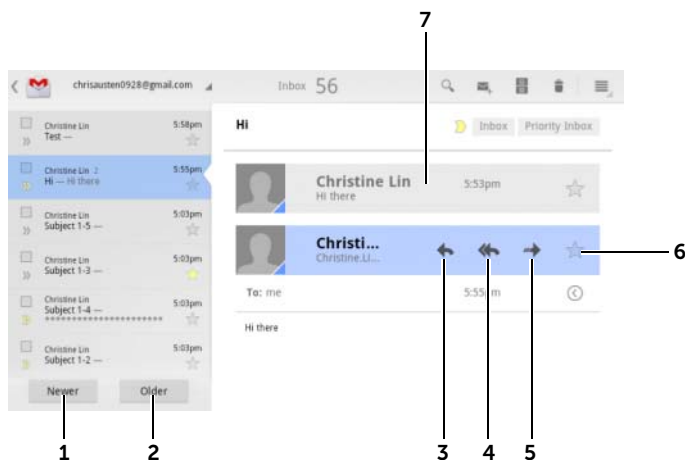 7
chrisausten0928@gmail.com
Inbox 56
Christine Lin 5:58pm
Test —
Christine Lin 2 5:55pm
Hi — Hi there
Christine Lin 5:03pm
Subject 1-5 —
Christine Lin 5:03pm
Subject 1-3 —
Christine Lin 5:03pm
Subject 1-4 —
************************
Christine Lin 5:03pm
Subject 1-2 —
Newer Older
Hi Inbox Priority Inbox
Christine Lin 5:53pm
Hi there
Christi...
Christine.Li...
6
To: me 5:55pm
Hi there
1 2 3 4 5